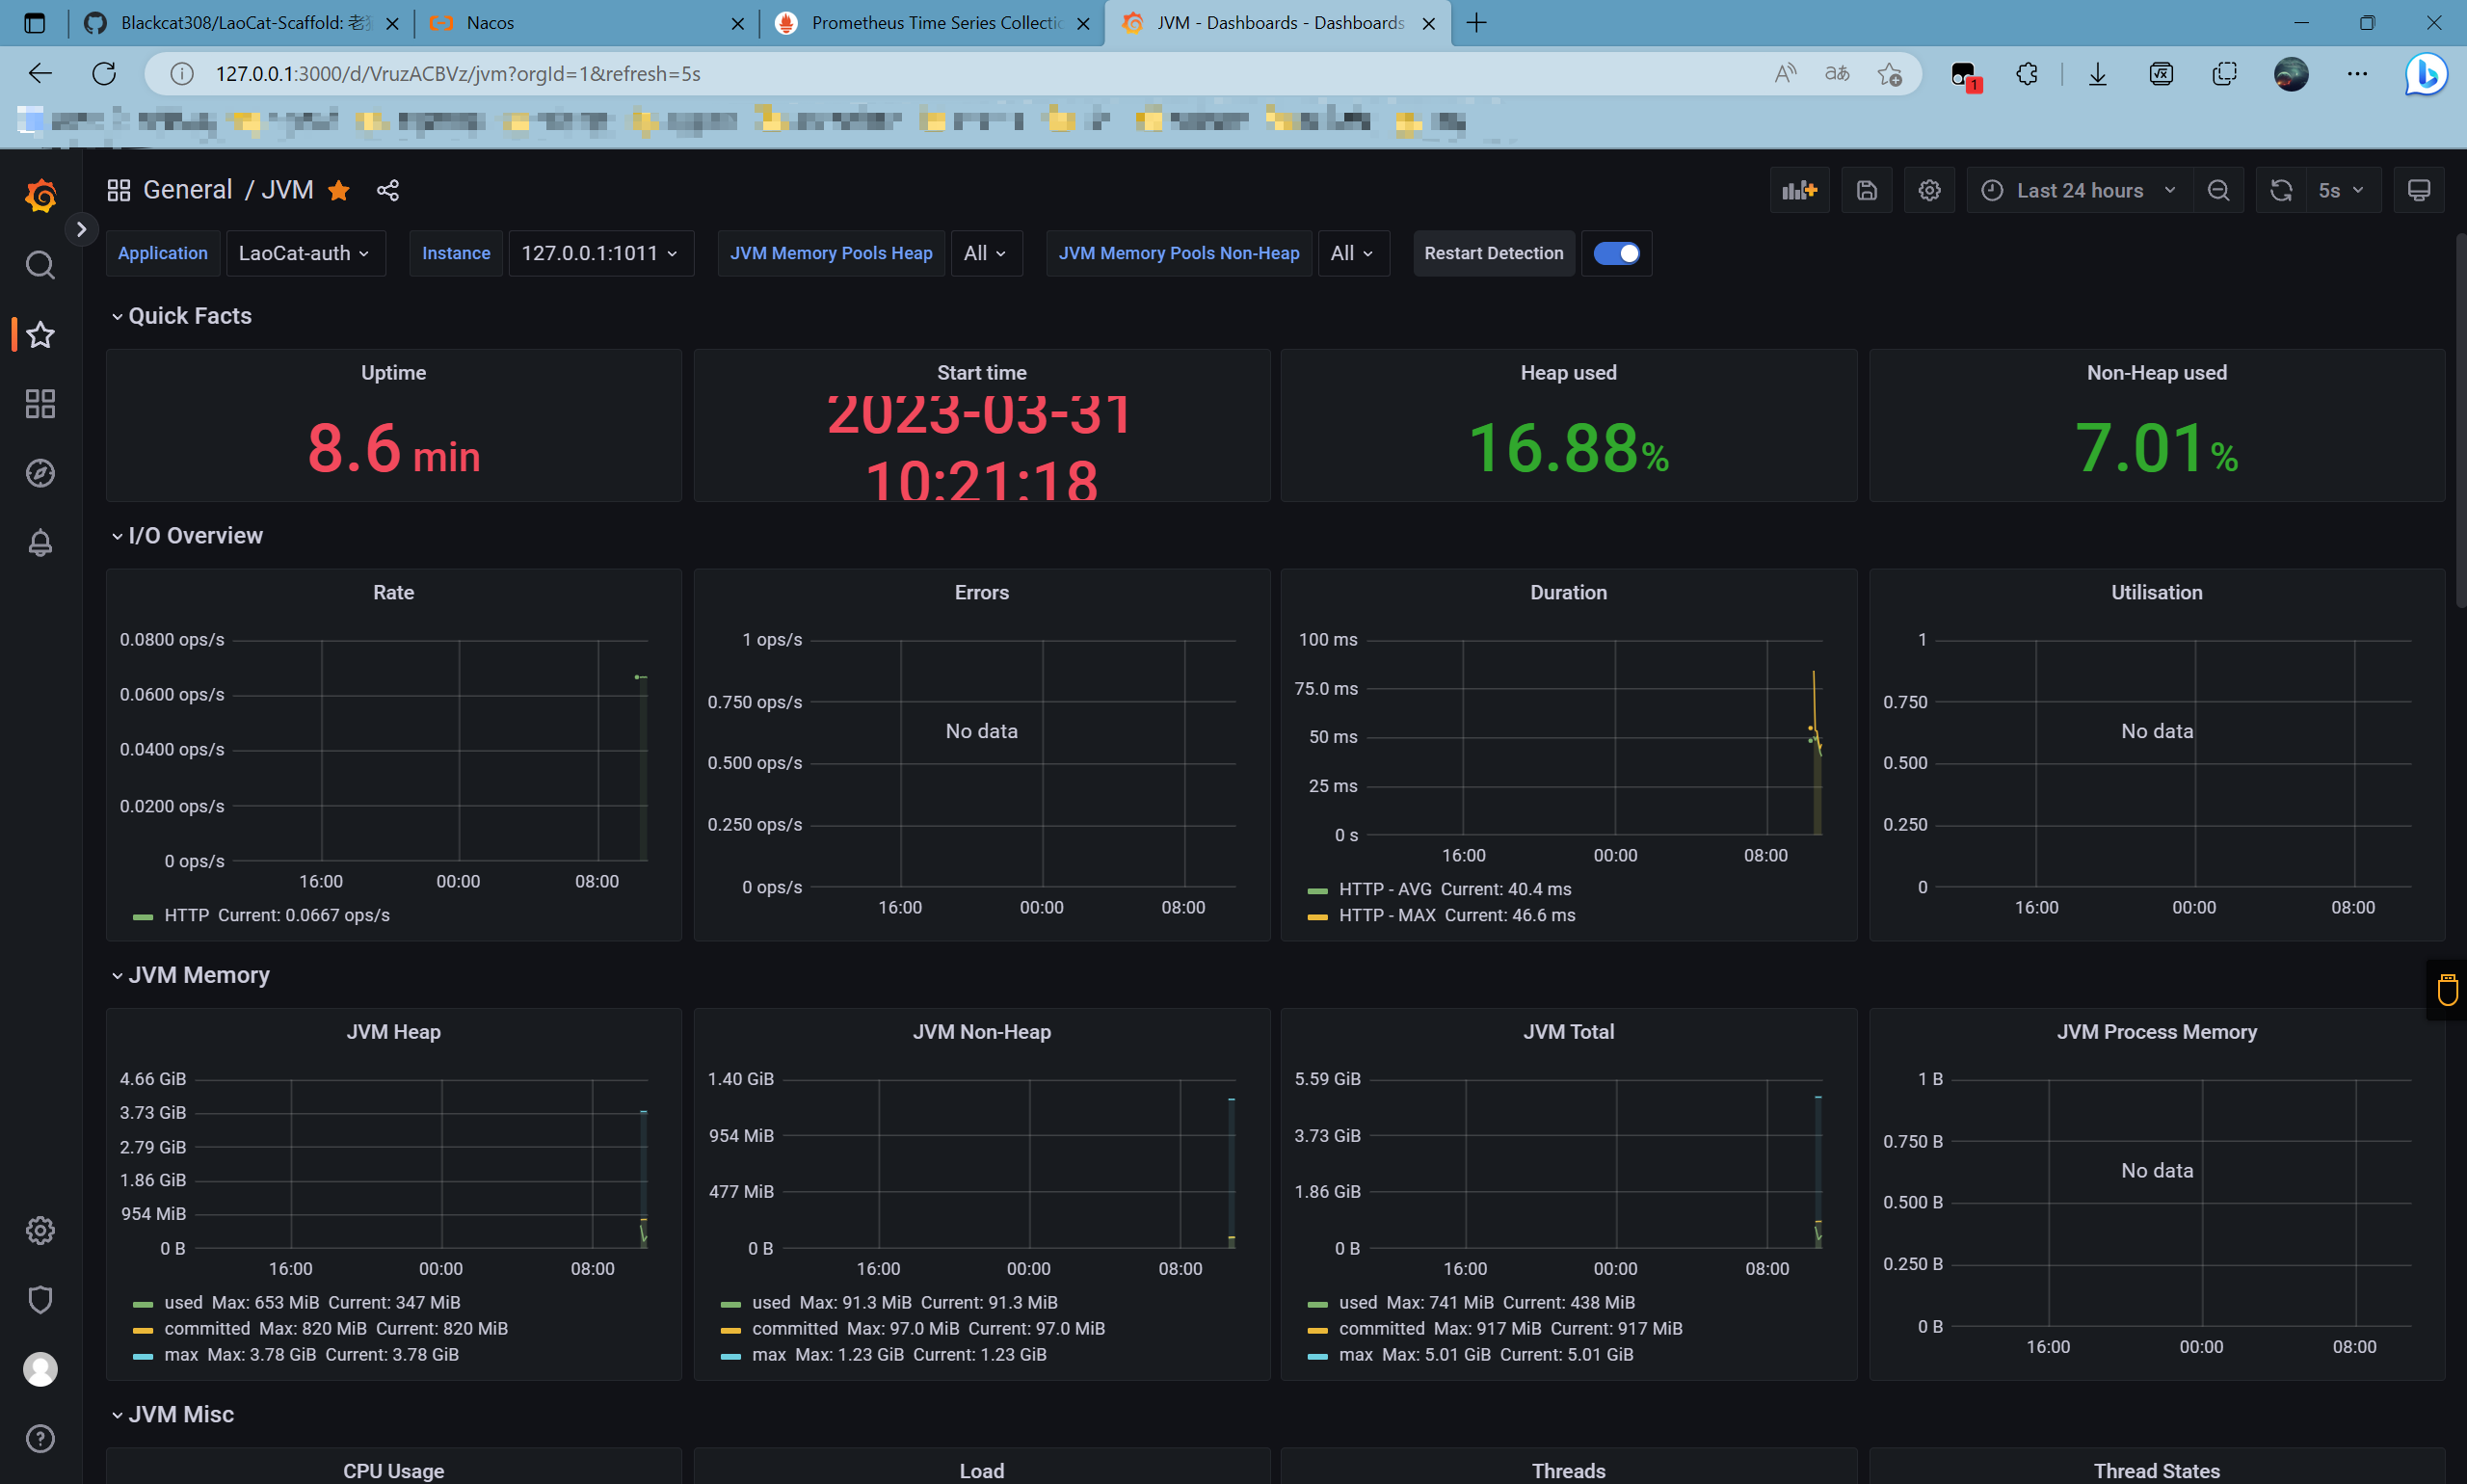 Blackcat308/LaoCat-Scaffold: 老
Nacos
Prometheus Time Series Collectio
JVM - Dashboards - Dashboards
127.0.0.1:3000/d/VruzACBVz/jvm?orgId=1&refresh=5s
1
General / JVM
Last 24 hours
5s
Application
LaoCat-auth
Instance
127.0.0.1:1011
JVM Memory Pools Heap
All
JVM Memory Pools Non-Heap
All
Restart Detection
Quick Facts
Uptime
8.6 min
Start time
2023-03-31
10:21:18
Heap used
16.88%
Non-Heap used
7.01%
I/O Overview
Rate
0.0800 ops/s
0.0600 ops/s
0.0400 ops/s
0.0200 ops/s
0 ops/s
16:00 00:00 08:00
HTTP Current: 0.0667 ops/s
Errors
1 ops/s
0.750 ops/s
No data
0.500 ops/s
0.250 ops/s
0 ops/s
16:00 00:00 08:00
Duration
100 ms
75.0 ms
50 ms
25 ms
0 s
16:00 00:00 08:00
HTTP - AVG Current: 40.4 ms
HTTP - MAX Current: 46.6 ms
Utilisation
1
0.750
No data
0.500
0.250
0
16:00 00:00 08:00
JVM Memory
JVM Heap
4.66 GiB
3.73 GiB
2.79 GiB
1.86 GiB
954 MiB
0 B
16:00 00:00 08:00
used Max: 653 MiB Current: 347 MiB
committed Max: 820 MiB Current: 820 MiB
max Max: 3.78 GiB Current: 3.78 GiB
JVM Non-Heap
1.40 GiB
954 MiB
477 MiB
0 B
16:00 00:00 08:00
used Max: 91.3 MiB Current: 91.3 MiB
committed Max: 97.0 MiB Current: 97.0 MiB
max Max: 1.23 GiB Current: 1.23 GiB
JVM Total
5.59 GiB
3.73 GiB
1.86 GiB
0 B
16:00 00:00 08:00
used Max: 741 MiB Current: 438 MiB
committed Max: 917 MiB Current: 917 MiB
max Max: 5.01 GiB Current: 5.01 GiB
JVM Process Memory
1 B
0.750 B
No data
0.500 B
0.250 B
0 B
16:00 00:00 08:00
JVM Misc
CPU Usage
Load
Threads
Thread States